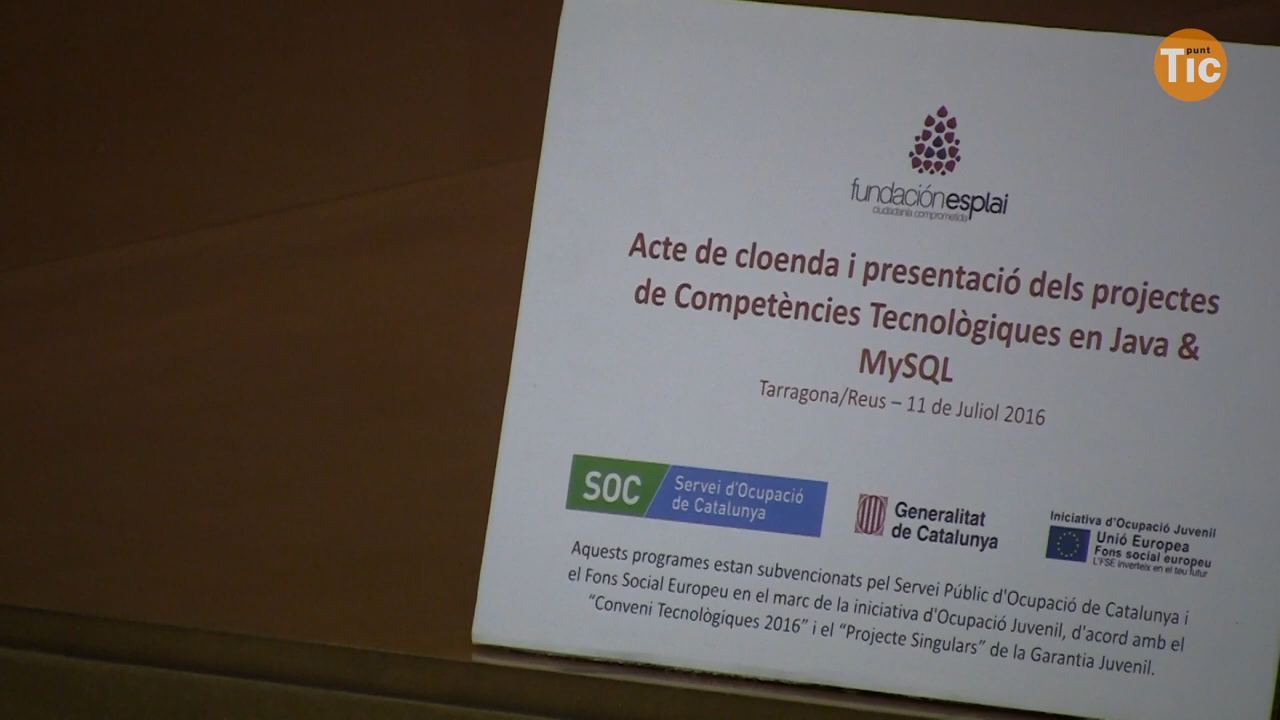 punt
Tic
fundaciónesplai
ciudadania comprometida
Acte de cloenda i presentació dels projectes
de Competències Tecnològiques en Java &
MySQL
Tarragona/Reus – 11 de Juliol 2016
SOC
Servei d'Ocupació
de Catalunya
Generalitat
de Catalunya
Iniciativa d'Ocupació Juvenil
Unió Europea
Fons social europeu
L'FSE inverteix en el teu futur
Aquests programes estan subvencionats pel Servei Públic d'Ocupació de Catalunya i
el Fons Social Europeu en el marc de la iniciativa d'Ocupació Juvenil, d'acord amb el
“Conveni Tecnològiques 2016” i el “Projecte Singulars” de la Garantia Juvenil.